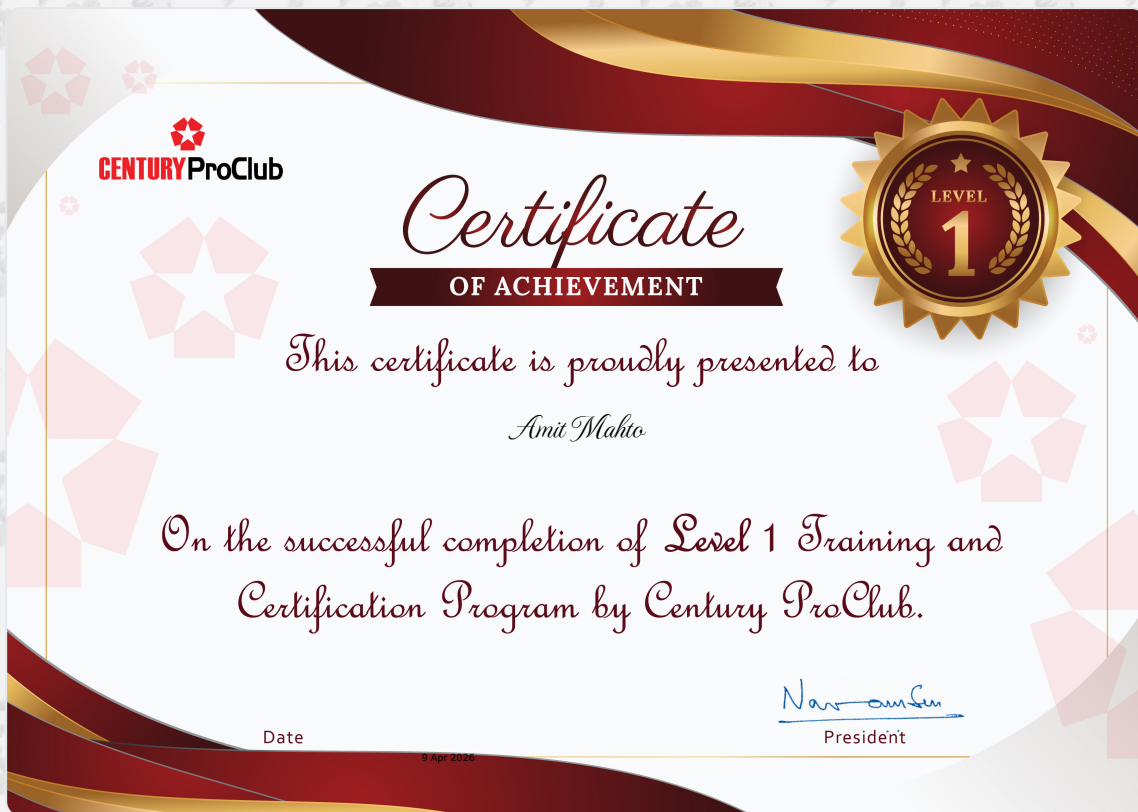 CENTURY ProClub
Certificate
OF ACHIEVEMENT
LEVEL
1
This certificate is proudly presented to
Amit Mahto
On the successful completion of Level 1 Training and
Certification Program by Century ProClub.
Date
9 Apr 2026
President